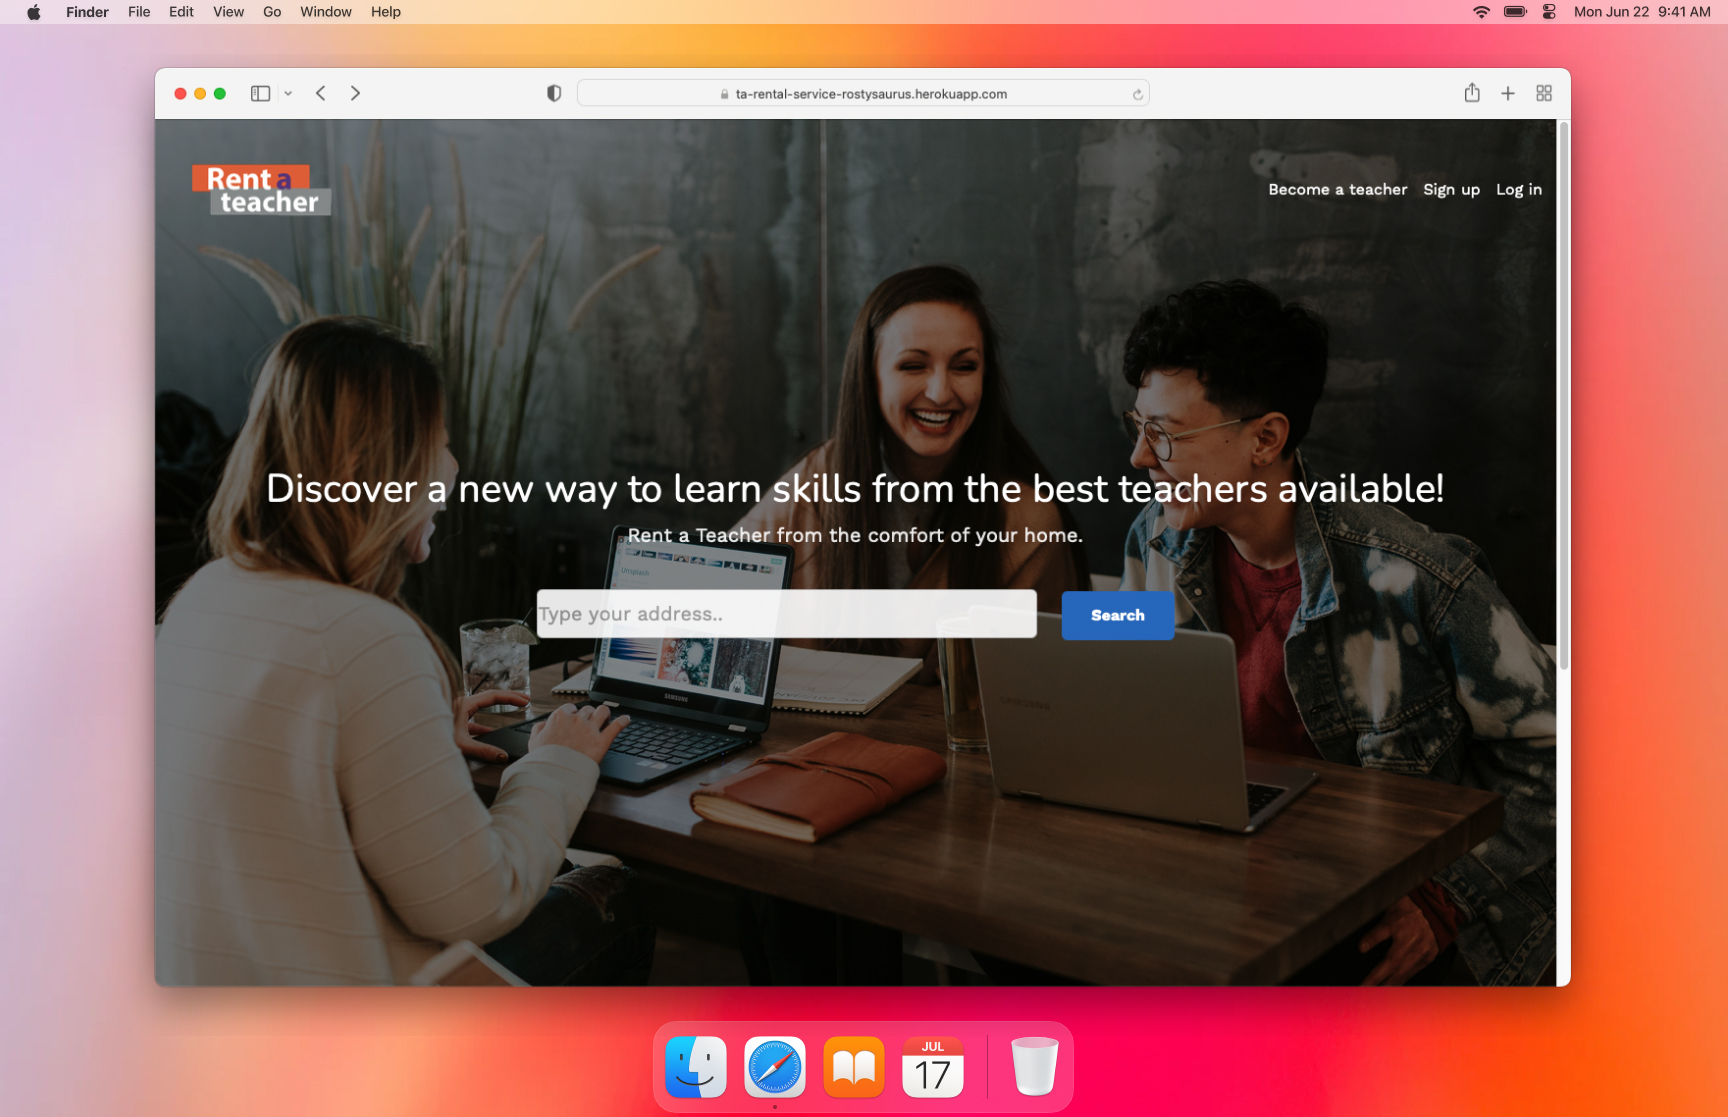 Finder File Edit View Go Window Help
Mon Jun 22 9:41 AM
ta-rental-service-rostysaurus.herokuapp.com
Rent a
teacher
Become a teacher Sign up Log in
Discover a new way to learn skills from the best teachers available!
Rent a Teacher from the comfort of your home.
Unsplash
Type your address..
Search
SAMSUNG
JUL
17